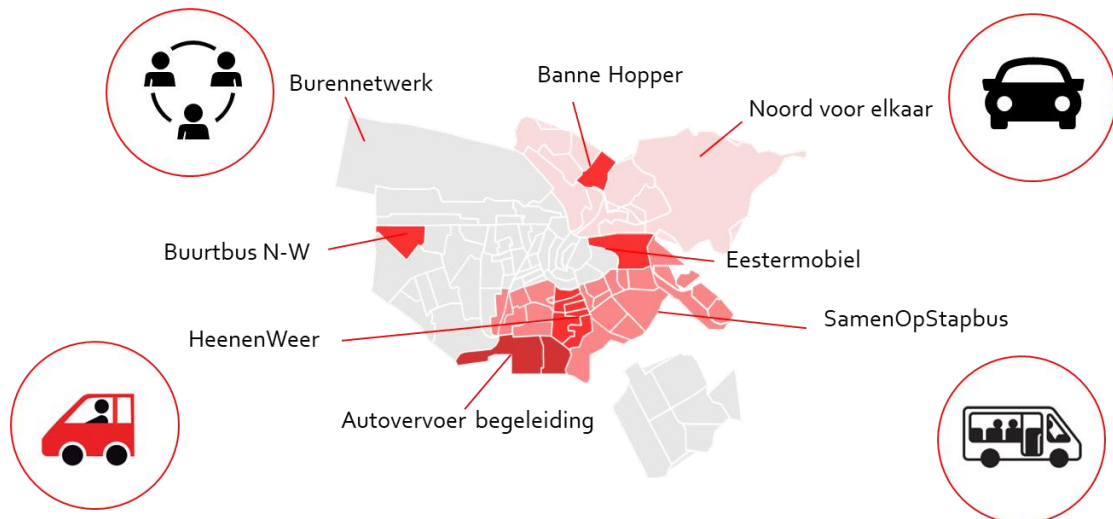 Burennetwerk
Banne Hopper
Noord voor elkaar
Buurtbus N-W
Eestermobiel
HeenenWeer
SamenOpStapbus
Autovervoer begeleiding